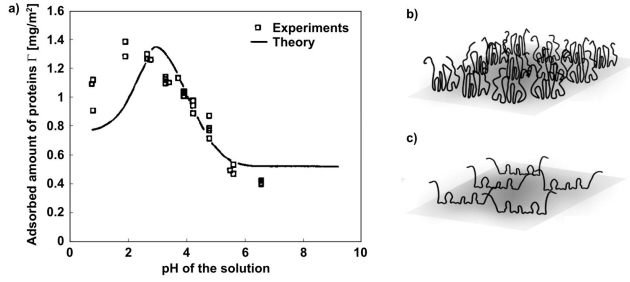 a)
Adsorbed amount of proteins Γ [mg/m²]
1.6
1.4
1.2
1
0.8
0.6
0.4
0.2
0
Experiments
Theory
0
2
4
6
8
10
pH of the solution
b)
c)